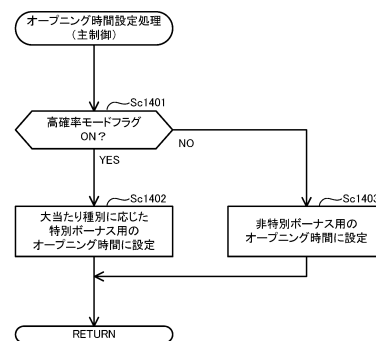 オープニング時間設定処理
（主制御）
Sc1401
高確率モードフラグ
ON？
YES
NO
Sc1402
大当たり種別に応じた
特別ボーナス用の
オープニング時間に設定
Sc1403
非特別ボーナス用の
オープニング時間に設定
RETURN